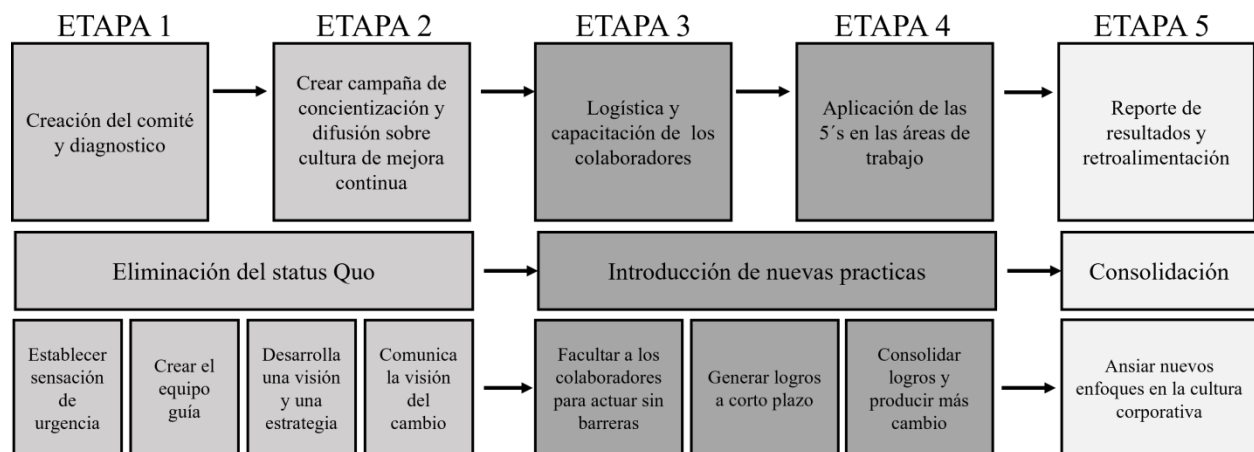 ETAPA 1
ETAPA 2
ETAPA 3
ETAPA 4
ETAPA 5
Creación del comité
y diagnostico
Crear campaña de
concientización y
difusión sobre
cultura de mejora
continua
Logística y
capacitación de los
colaboradores
Aplicación de las
5´s en las áreas de
trabajo
Reporte de
resultados y
retroalimentación
Eliminación del status Quo
Introducción de nuevas practicas
Consolidación
Establecer
sensación
de
urgencia
Crear el
equipo
guía
Desarrolla
una visión
y una
estrategia
Comunica
la visión
del
cambio
Facultar a los
colaboradores
para actuar sin
barreras
Generar logros
a corto plazo
Consolidar
logros y
producir más
cambio
Ansiar nuevos
enfoques en la cultura
corporativa